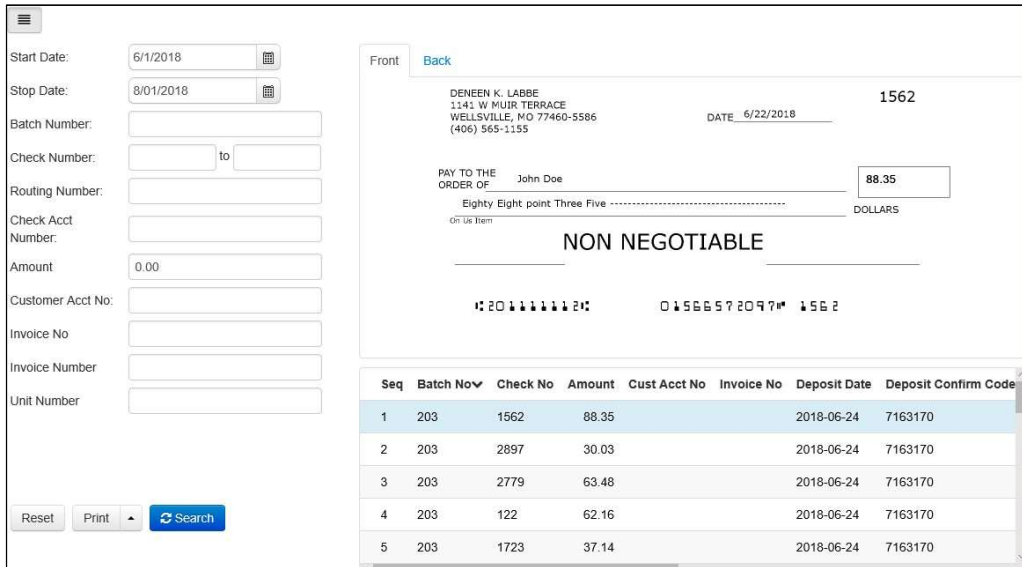 Start Date: 6/1/2018
Stop Date: 8/01/2018
Batch Number:
Check Number: to
Routing Number:
Check Acct
Number:
Amount 0.00
Customer Acct No:
Invoice No
Invoice Number
Unit Number
Reset Print Search
Front Back
DENEEN K. LABBE
1141 W MUIR TERRACE
WELLSVILLE, MO 77460-5586
(406) 565-1155
1562
DATE 6/22/2018
PAY TO THE
ORDER OF John Doe 88.35
Eighty Eight point Three Five ---------------------------------------- DOLLARS
On Us Item
NON NEGOTIABLE
⑆201111112⑆ 01566572097⑈ 1562
Seq Batch No Check No Amount Cust Acct No Invoice No Deposit Date Deposit Confirm Code
1 203 1562 88.35 2018-06-24 7163170
2 203 2897 30.03 2018-06-24 7163170
3 203 2779 63.48 2018-06-24 7163170
4 203 122 62.16 2018-06-24 7163170
5 203 1723 37.14 2018-06-24 7163170